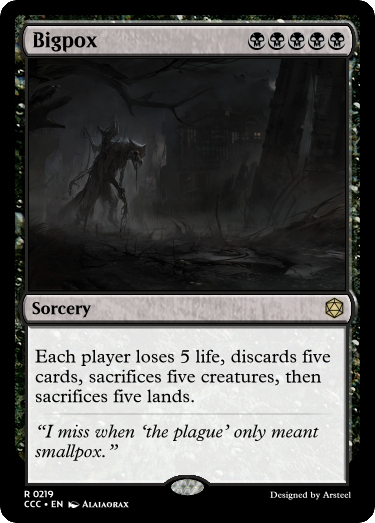 Bigpox
Sorcery
Each player loses 5 life, discards five
cards, sacrifices five creatures, then
sacrifices five lands.
“I miss when ‘the plague’ only meant
smallpox.”
R 0219
Designed by Arsteel
CCC • EN Alaiaorax